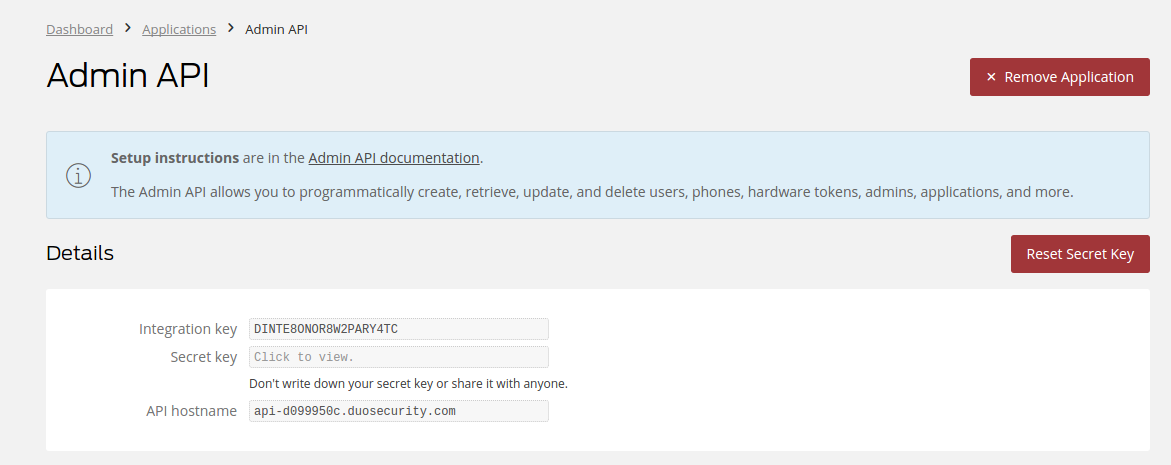 Dashboard > Applications > Admin API
Admin API
× Remove Application
Setup instructions are in the Admin API documentation.
The Admin API allows you to programmatically create, retrieve, update, and delete users, phones, hardware tokens, admins, applications, and more.
Details
Reset Secret Key
Integration key DINTE8ONOR8W2PARY4TC
Secret key Click to view.
Don't write down your secret key or share it with anyone.
API hostname api-d099950c.duosecurity.com